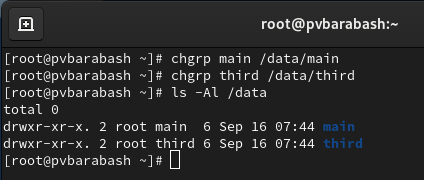 root@pvbarabash:~
[root@pvbarabash ~]# chgrp main /data/main
[root@pvbarabash ~]# chgrp third /data/third
[root@pvbarabash ~]# ls -Al /data
total 0
drwxr-xr-x. 2 root main  6 Sep 16 07:44 main
drwxr-xr-x. 2 root third 6 Sep 16 07:44 third
[root@pvbarabash ~]#